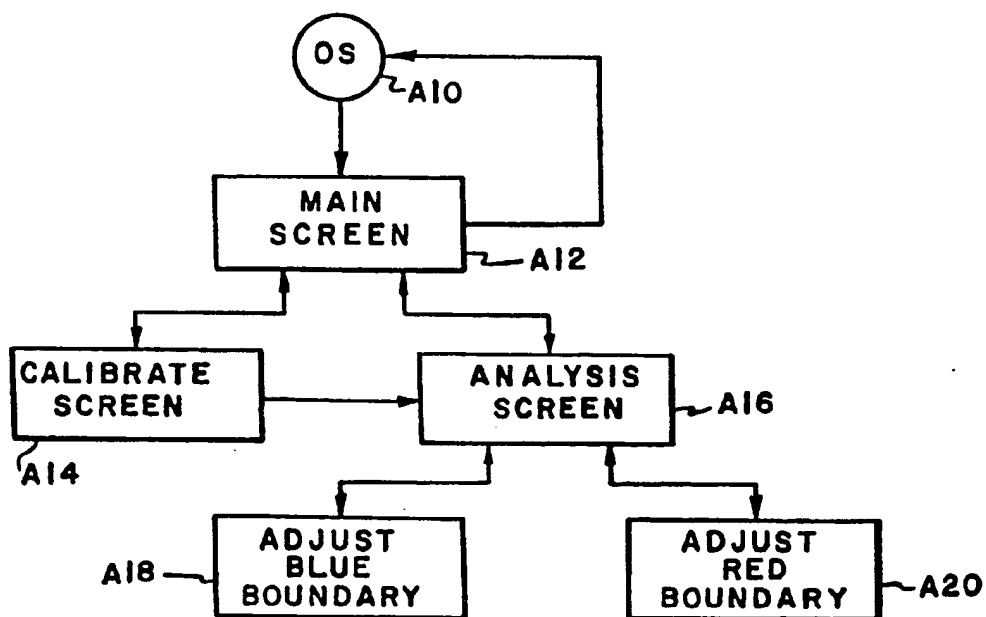 OS
A10
MAIN
SCREEN
A12
CALIBRATE
SCREEN
A14
ANALYSIS
SCREEN
A16
ADJUST
BLUE
BOUNDARY
A18
ADJUST
RED
BOUNDARY
A20